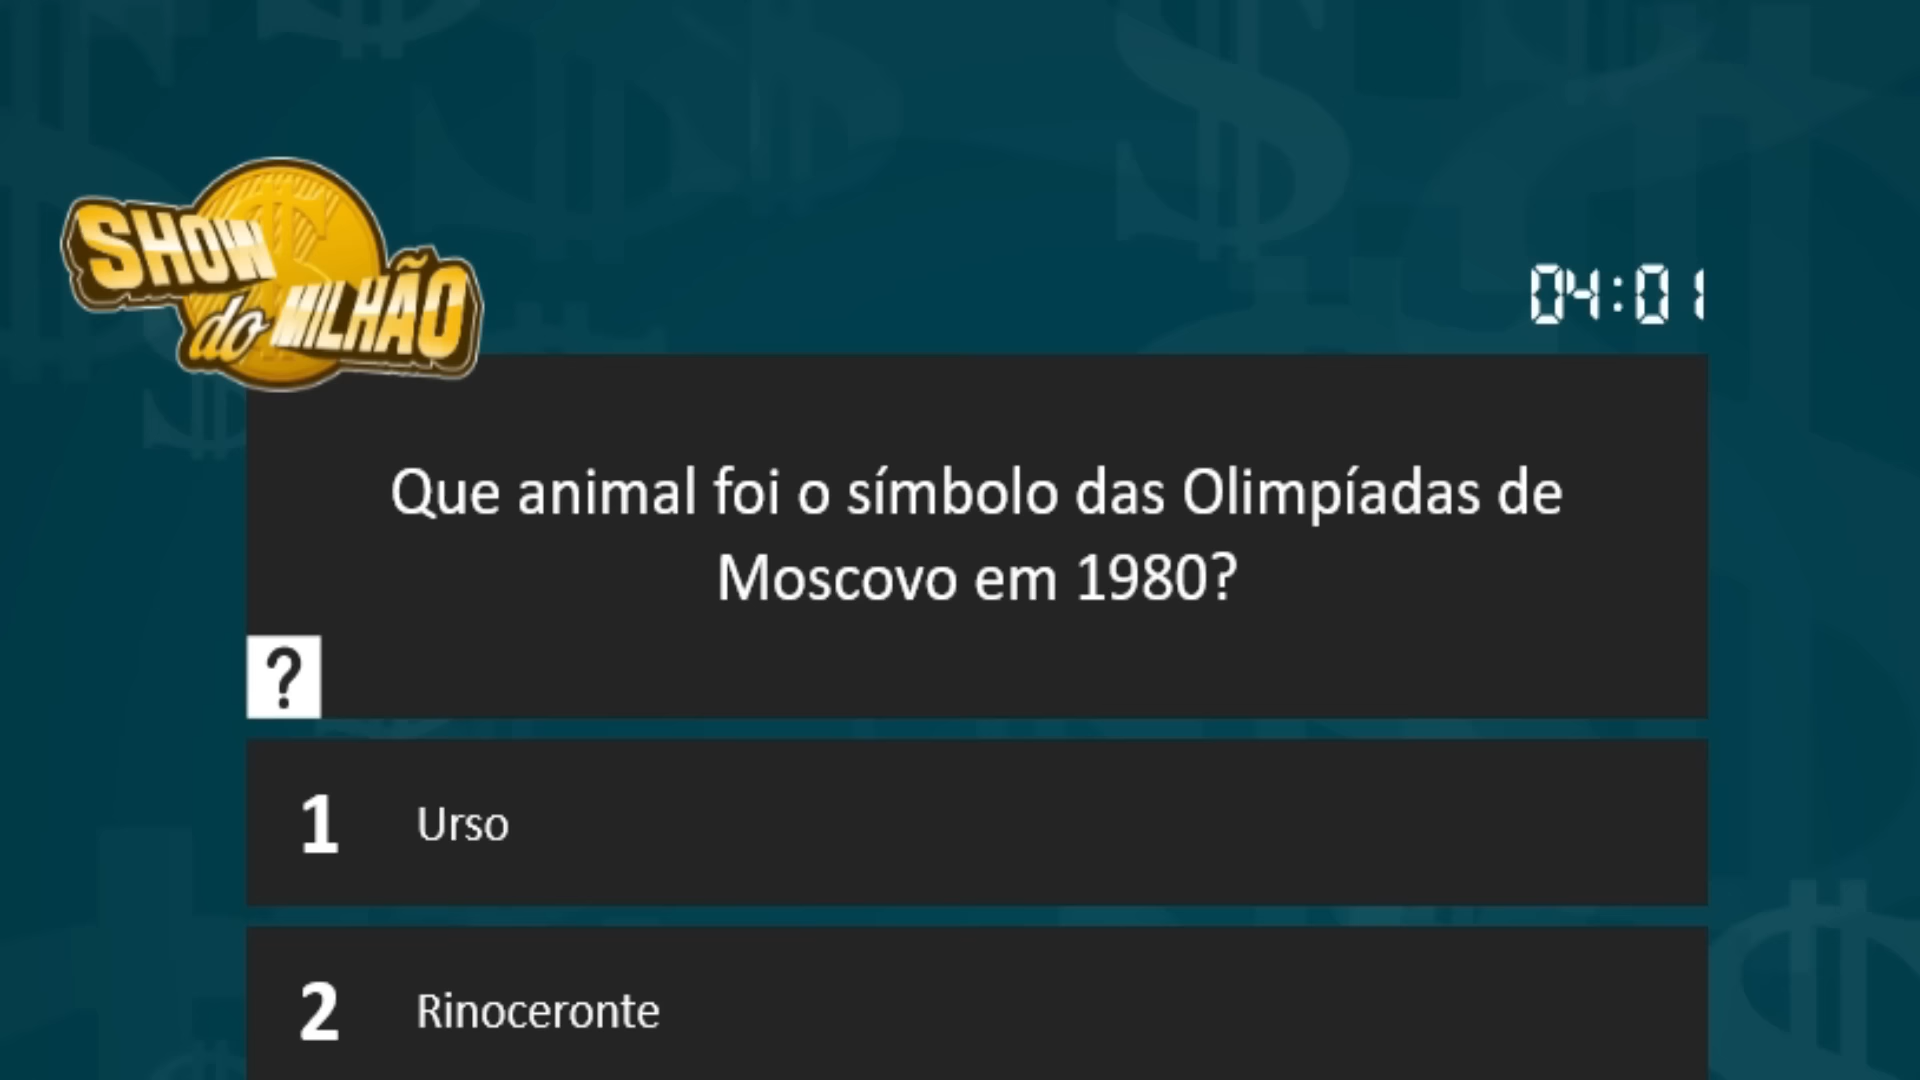 SHOW
do MILHÃO
04:01
Que animal foi o símbolo das Olimpíadas de
Moscovo em 1980?
?
1 Urso
2 Rinoceronte